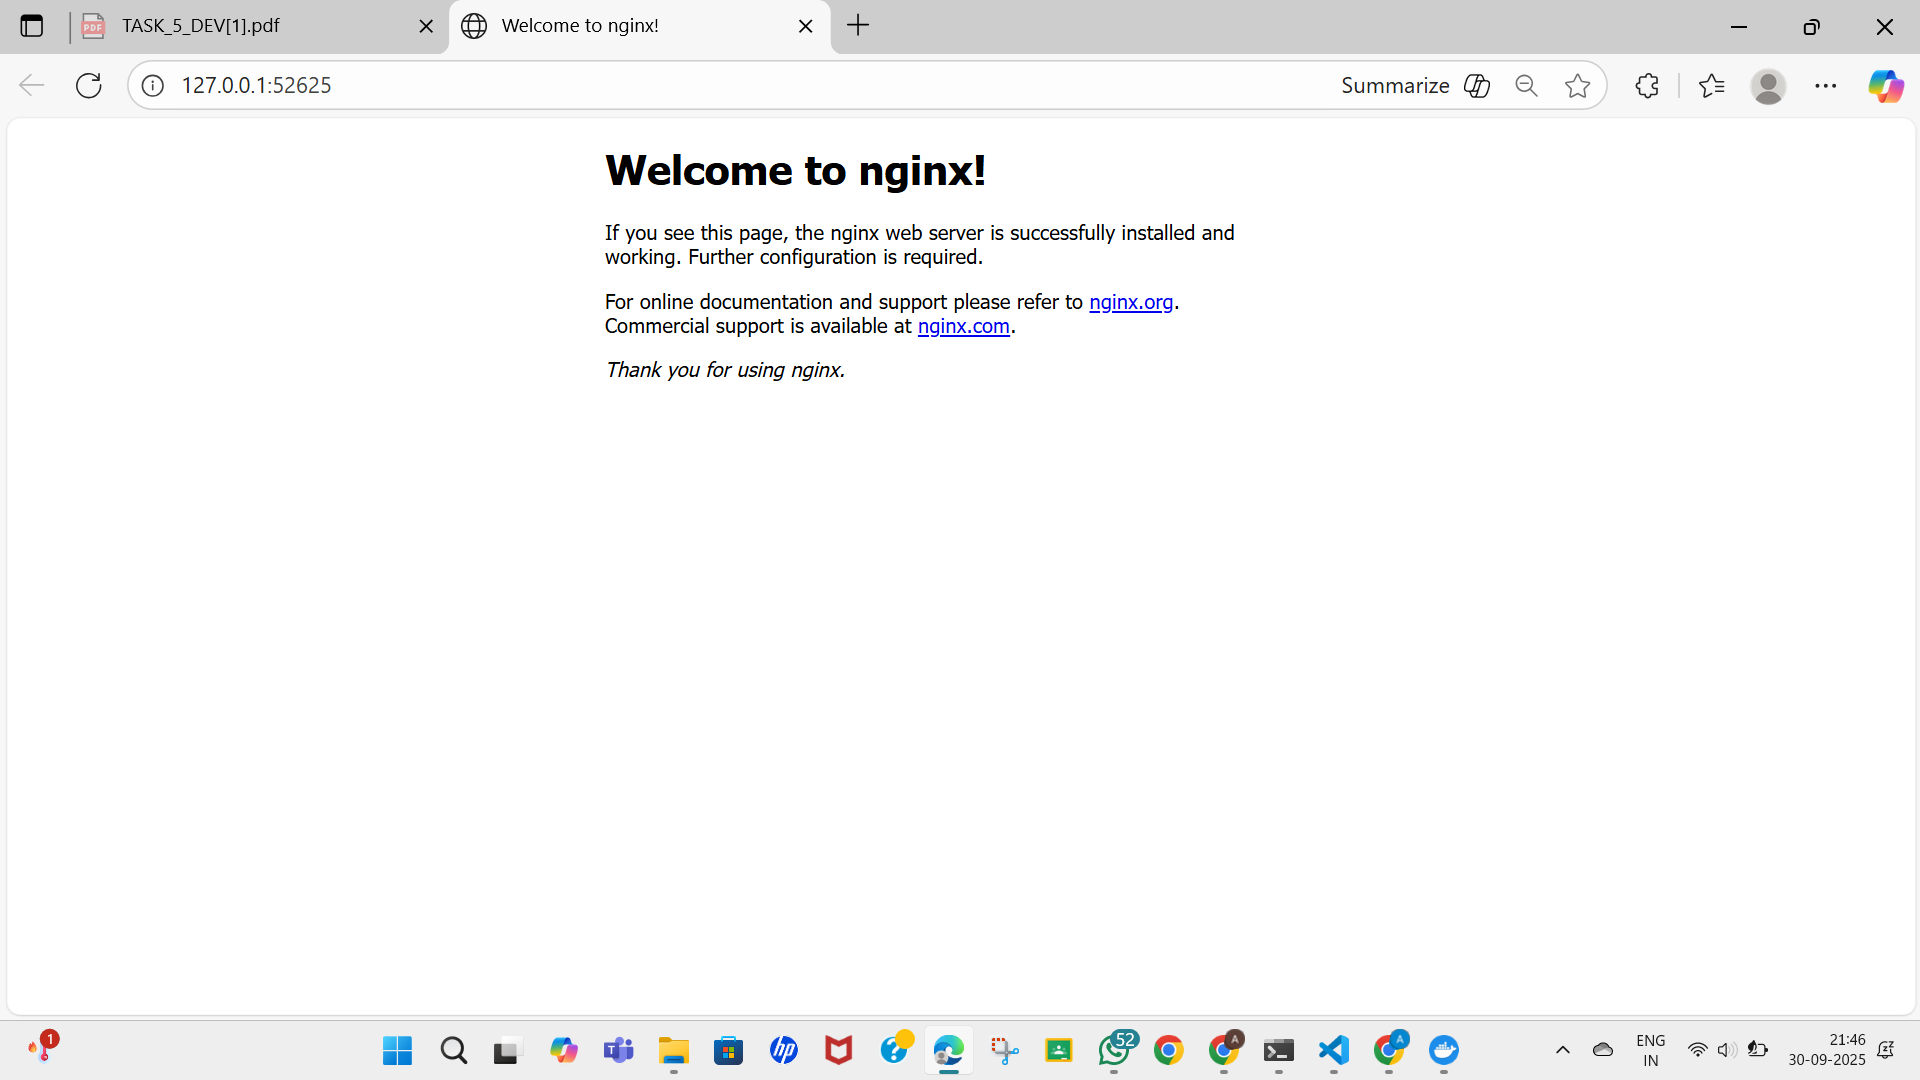 TASK_5_DEV[1].pdf
Welcome to nginx!
127.0.0.1:52625
Summarize
Welcome to nginx!
If you see this page, the nginx web server is successfully installed and
working. Further configuration is required.
For online documentation and support please refer to nginx.org.
Commercial support is available at nginx.com.
Thank you for using nginx.
1
52
A
A
ENG
IN
21:46
30-09-2025